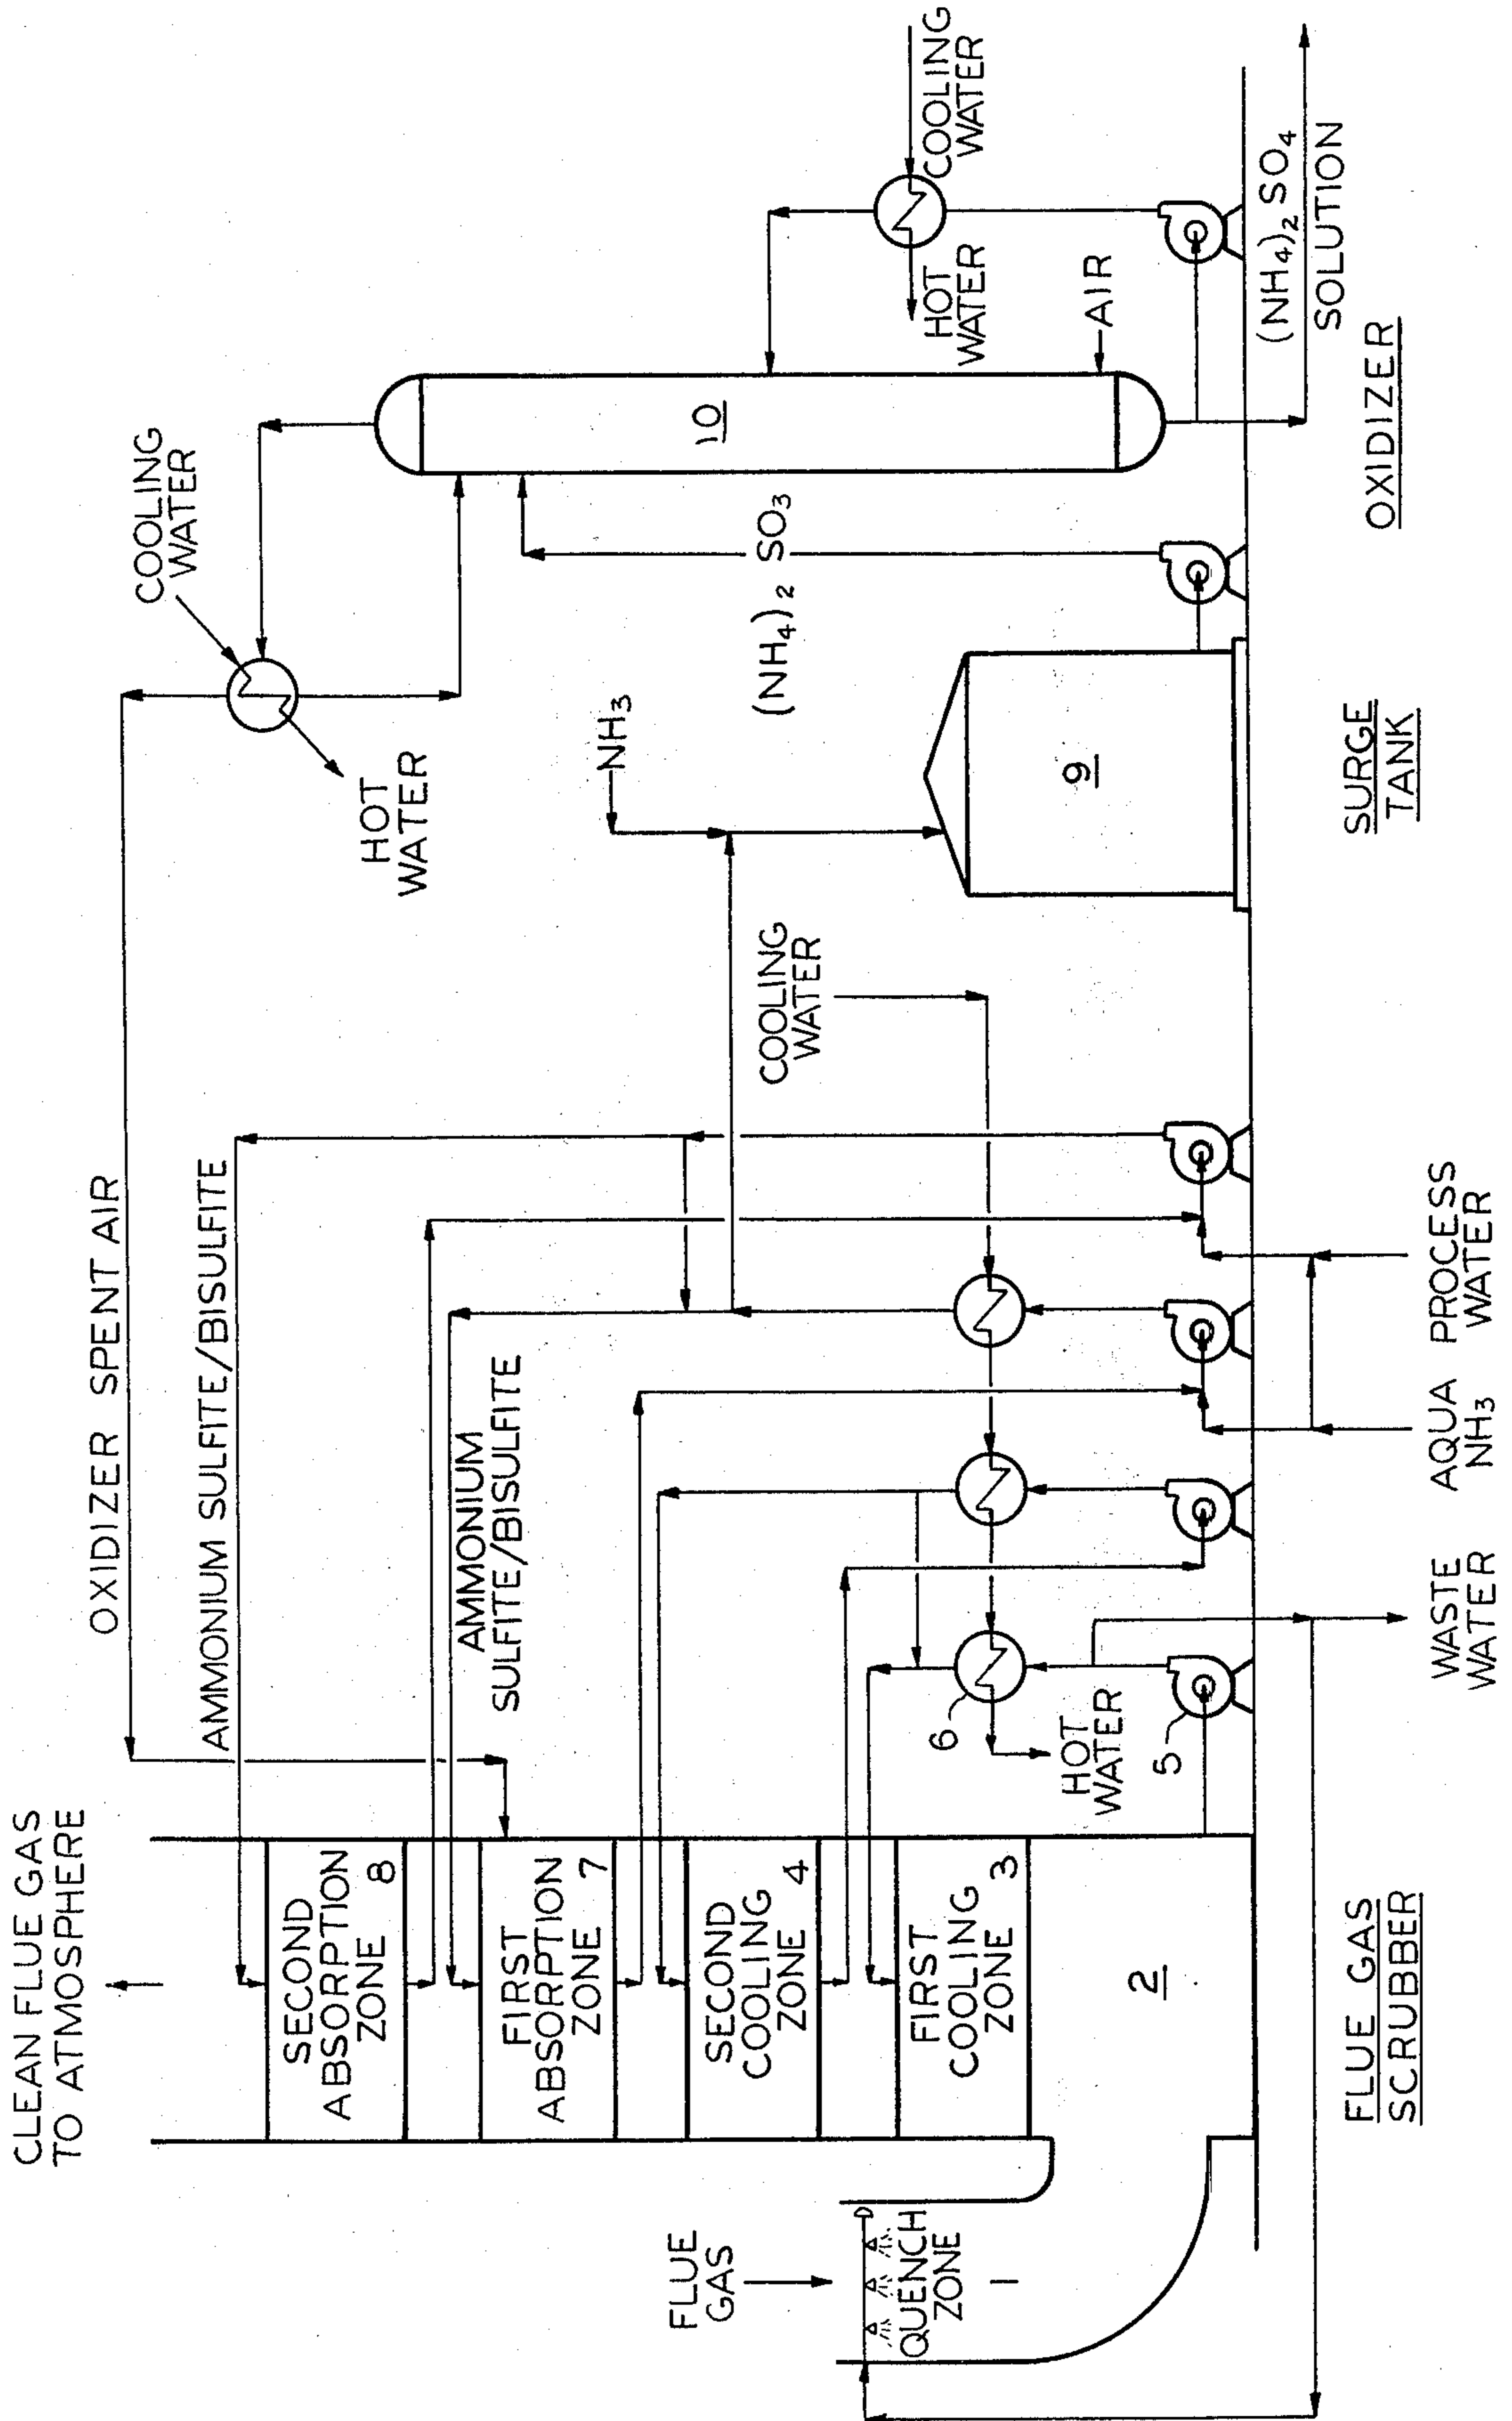 CLEAN FLUE GAS
TO ATMOSPHERE
OXIDIZER SPENT AIR
AMMONIUM SULFITE/BISULFITE
AMMONIUM
SULFITE/BISULFITE
SECOND
ABSORPTION
ZONE 8
FIRST
ABSORPTION
ZONE 7
SECOND
COOLING
ZONE 4
FIRST
COOLING
ZONE 3
2
FLUE
GAS
QUENCH
ZONE
1
6
HOT
WATER
5
COOLING
WATER
COOLING
WATER
HOT
WATER
NH3
(NH4)2 SO3
9
10
COOLING
WATER
HOT
WATER
AIR
(NH4)2 SO4
SOLUTION
FLUE GAS
SCRUBBER
WASTE
WATER
AQUA
NH3
PROCESS
WATER
SURGE
TANK
OXIDIZER